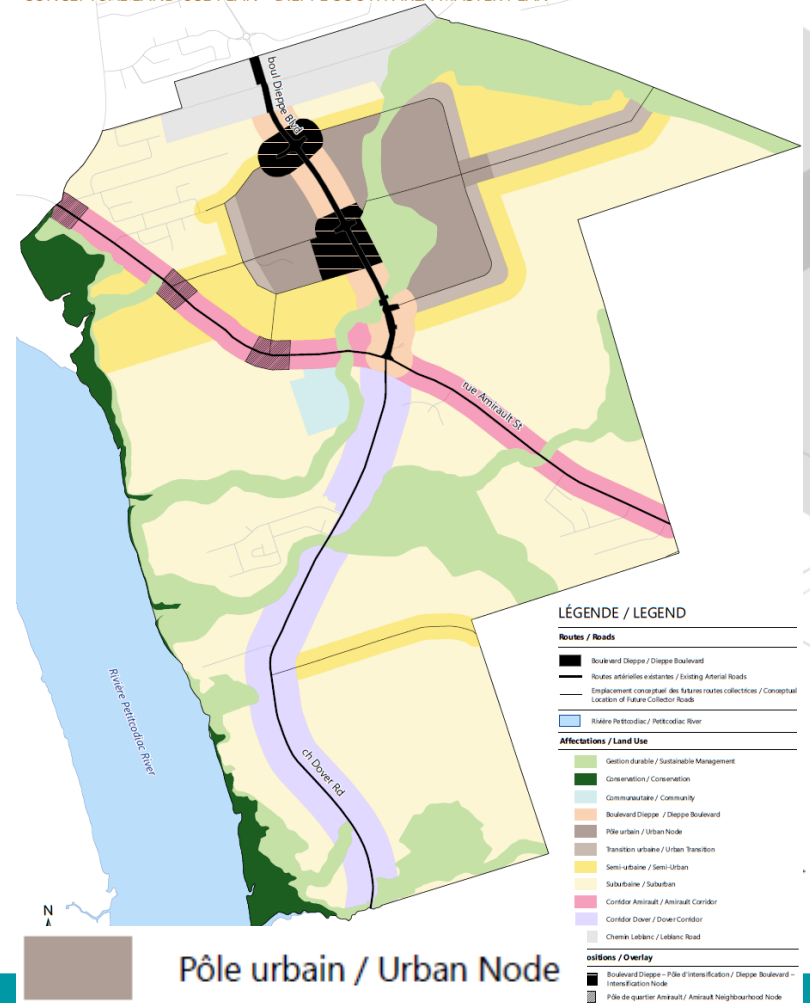 boul Dieppe Blvd
rue Amirault St
ch Dover Rd
Rivière Petitcodiac River
N
LÉGENDE / LEGEND
Routes / Roads
Boulevard Dieppe / Dieppe Boulevard
Routes artérielles existantes / Existing Arterial Roads
Emplacement conceptuel des futures routes collectrices / Conceptual
Location of Future Collector Roads
Rivière Petitcodiac / Petitcodiac River
Affectations / Land Use
Gestion durable / Sustainable Management
Conservation / Conservation
Communautaire / Community
Boulevard Dieppe / Dieppe Boulevard
Pôle urbain / Urban Node
Transition urbaine / Urban Transition
Semi-urbaine / Semi-Urban
Suburbaine / Suburban
Corridor Amirault / Amirault Corridor
Corridor Dover / Dover Corridor
Chemin Leblanc / Leblanc Road
ositions / Overlay
Boulevard Dieppe – Pôle d'intensification / Dieppe Boulevard –
Intensification Node
Pôle de quartier Amirault / Amirault Neighbourhood Node
Pôle urbain / Urban Node